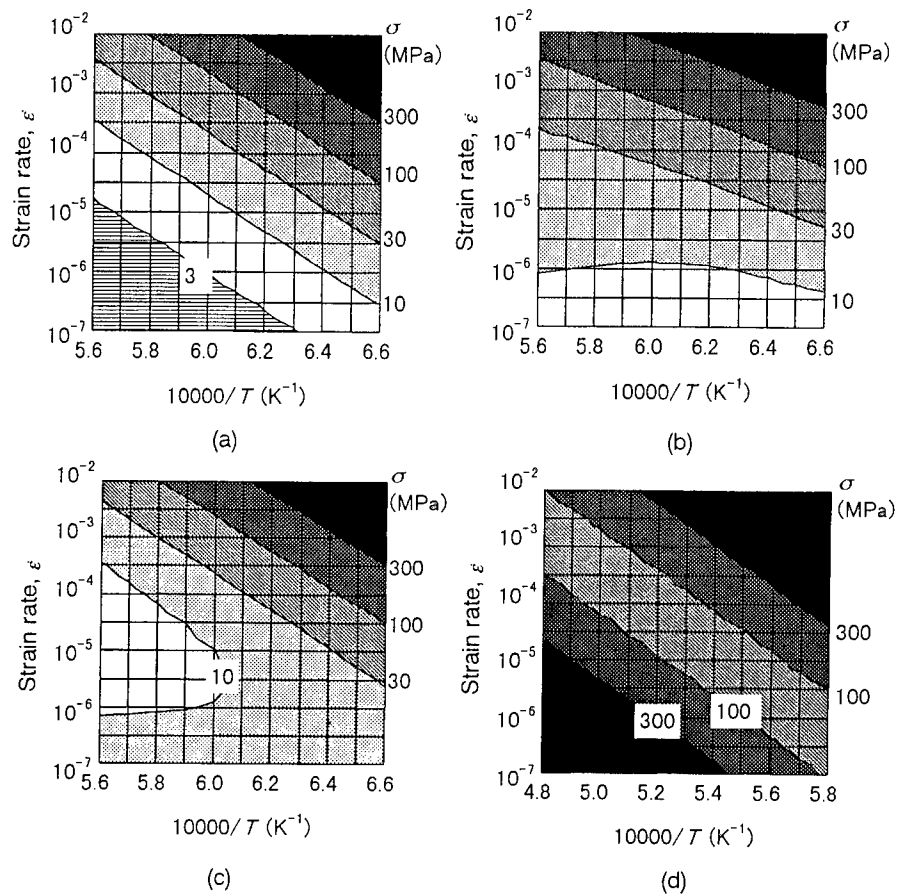 10⁻²
10⁻³
10⁻⁴
10⁻⁵
10⁻⁶
10⁻⁷
Strain rate, ε̇
3
5.6 5.8 6.0 6.2 6.4 6.6
10000/ T (K⁻¹)
σ
(MPa)
300
100
30
10
(a)
10⁻²
10⁻³
10⁻⁴
10⁻⁵
10⁻⁶
10⁻⁷
Strain rate, ε̇
5.6 5.8 6.0 6.2 6.4 6.6
10000/ T (K⁻¹)
σ
(MPa)
300
100
30
10
(b)
10⁻²
10⁻³
10⁻⁴
10⁻⁵
10⁻⁶
10⁻⁷
Strain rate, ε̇
10
5.6 5.8 6.0 6.2 6.4 6.6
10000/ T (K⁻¹)
σ
(MPa)
300
100
30
(c)
10⁻²
10⁻³
10⁻⁴
10⁻⁵
10⁻⁶
10⁻⁷
Strain rate, ε̇
300 100
4.8 5.0 5.2 5.4 5.6 5.8
10000/ T (K⁻¹)
σ
(MPa)
300
100
(d)